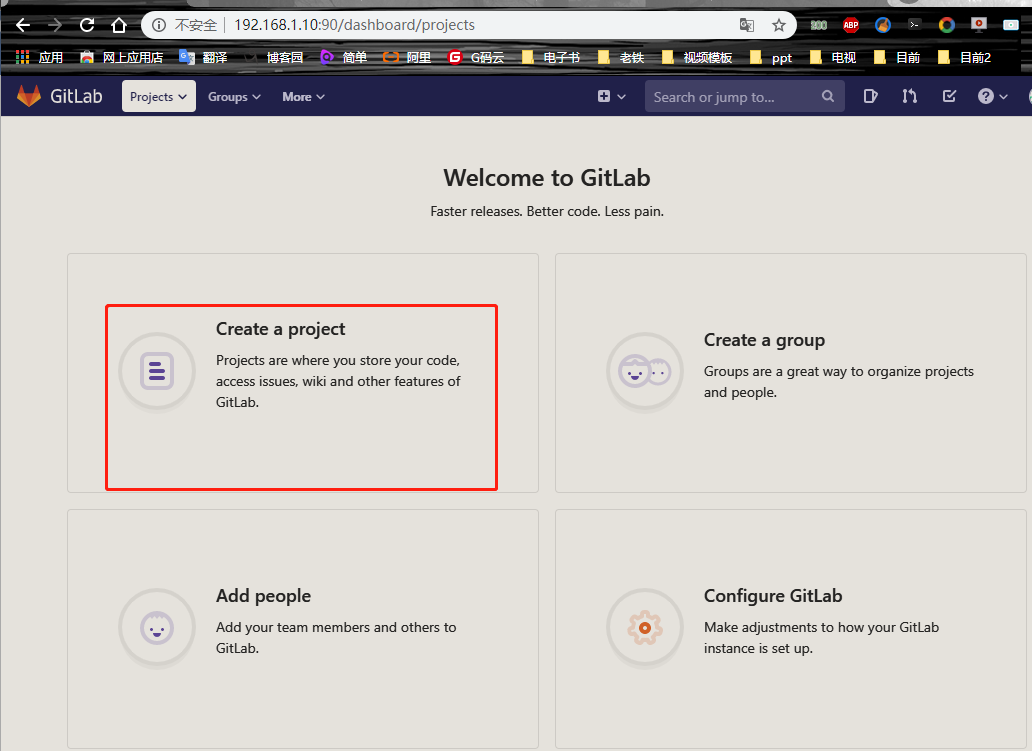 不安全 192.168.1.10:90/dashboard/projects ABP
应用 网上应用店 翻译 博客园 简单 阿里 G码云 电子书 老铁 视频模板 ppt 电视 目前 目前2
GitLab Projects Groups More Search or jump to...
Welcome to GitLab
Faster releases. Better code. Less pain.
Create a project
Projects are where you store your code,
access issues, wiki and other features of
GitLab.
Create a group
Groups are a great way to organize projects
and people.
Add people
Add your team members and others to
GitLab.
Configure GitLab
Make adjustments to how your GitLab
instance is set up.